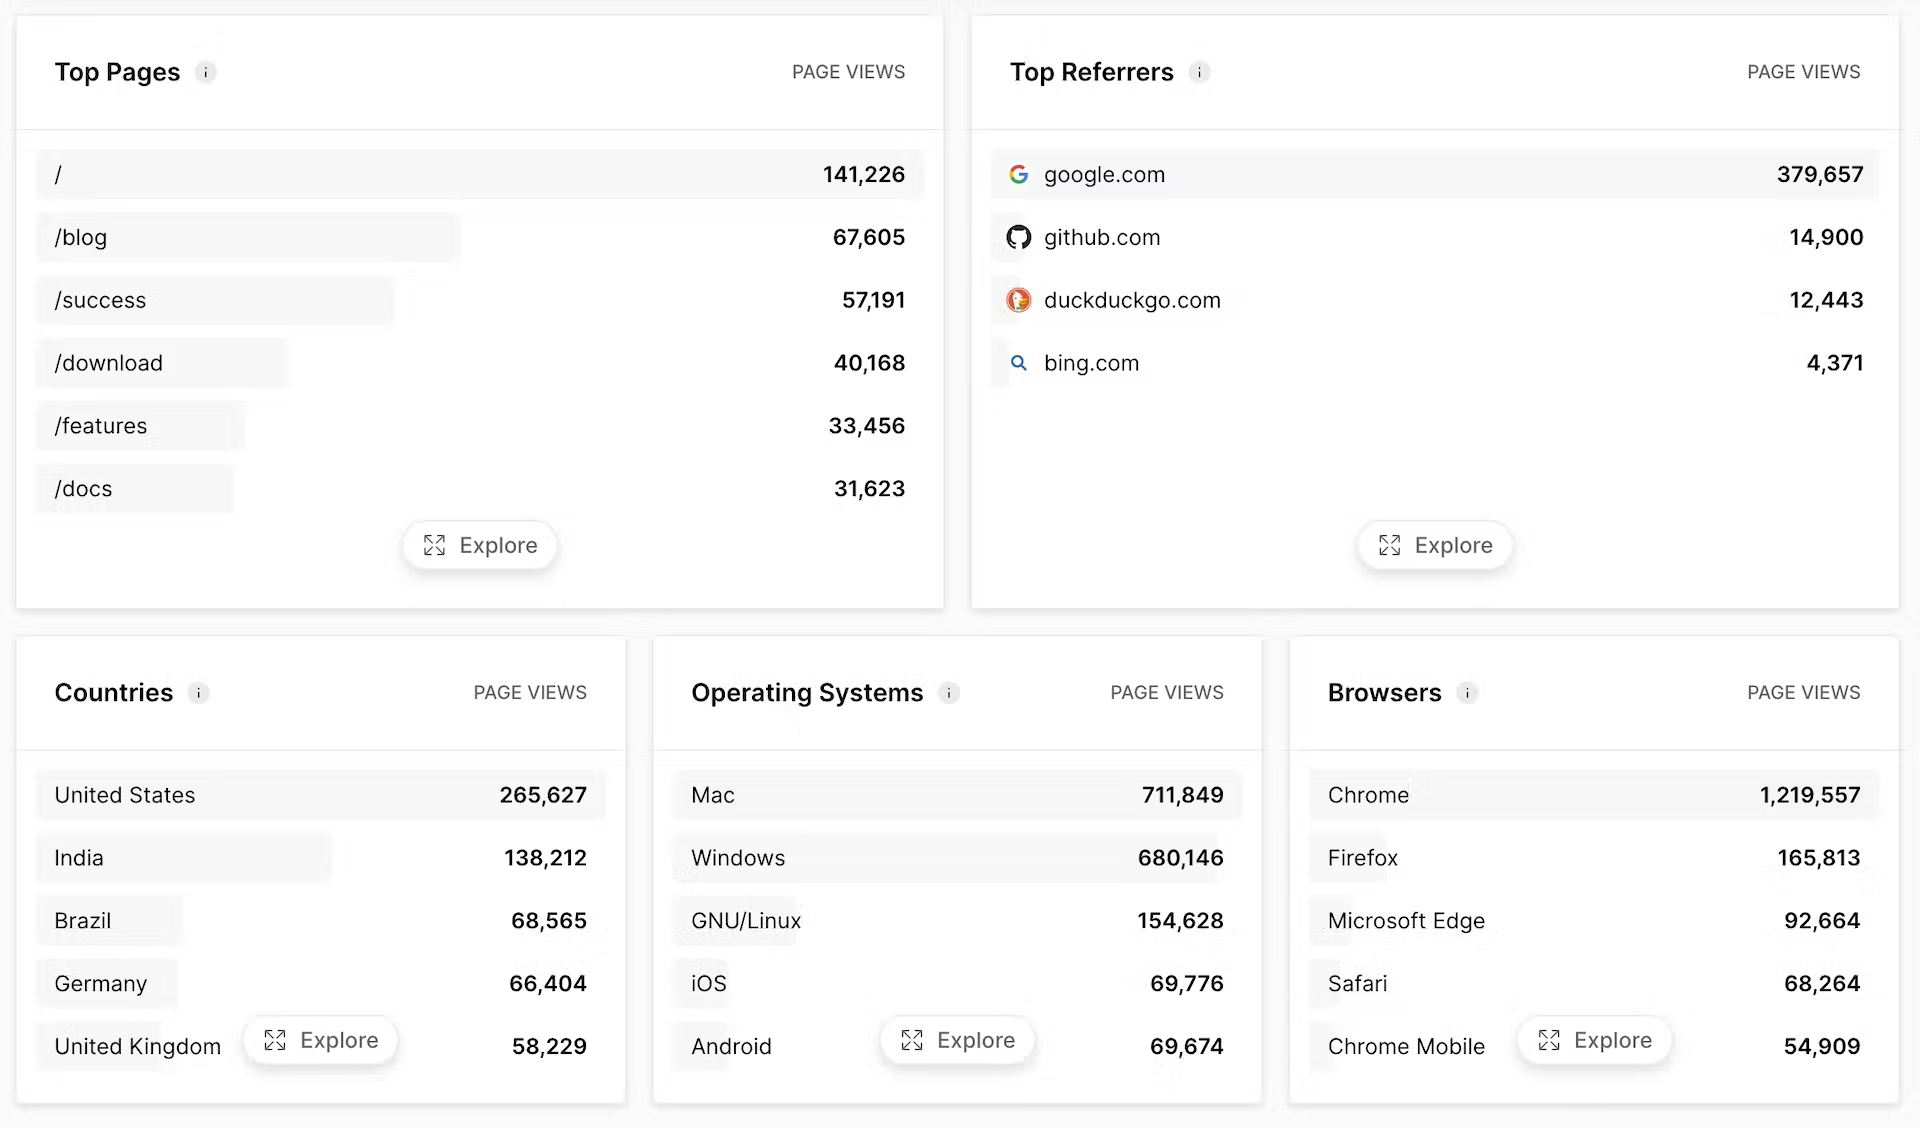 Top Pages i PAGE VIEWS
/ 141,226
/blog 67,605
/success 57,191
/download 40,168
/features 33,456
/docs 31,623
Explore
Top Referrers i PAGE VIEWS
google.com 379,657
github.com 14,900
duckduckgo.com 12,443
bing.com 4,371
Explore
Countries i PAGE VIEWS
United States 265,627
India 138,212
Brazil 68,565
Germany 66,404
United Kingdom 58,229
Explore
Operating Systems i PAGE VIEWS
Mac 711,849
Windows 680,146
GNU/Linux 154,628
iOS 69,776
Android 69,674
Explore
Browsers i PAGE VIEWS
Chrome 1,219,557
Firefox 165,813
Microsoft Edge 92,664
Safari 68,264
Chrome Mobile 54,909
Explore